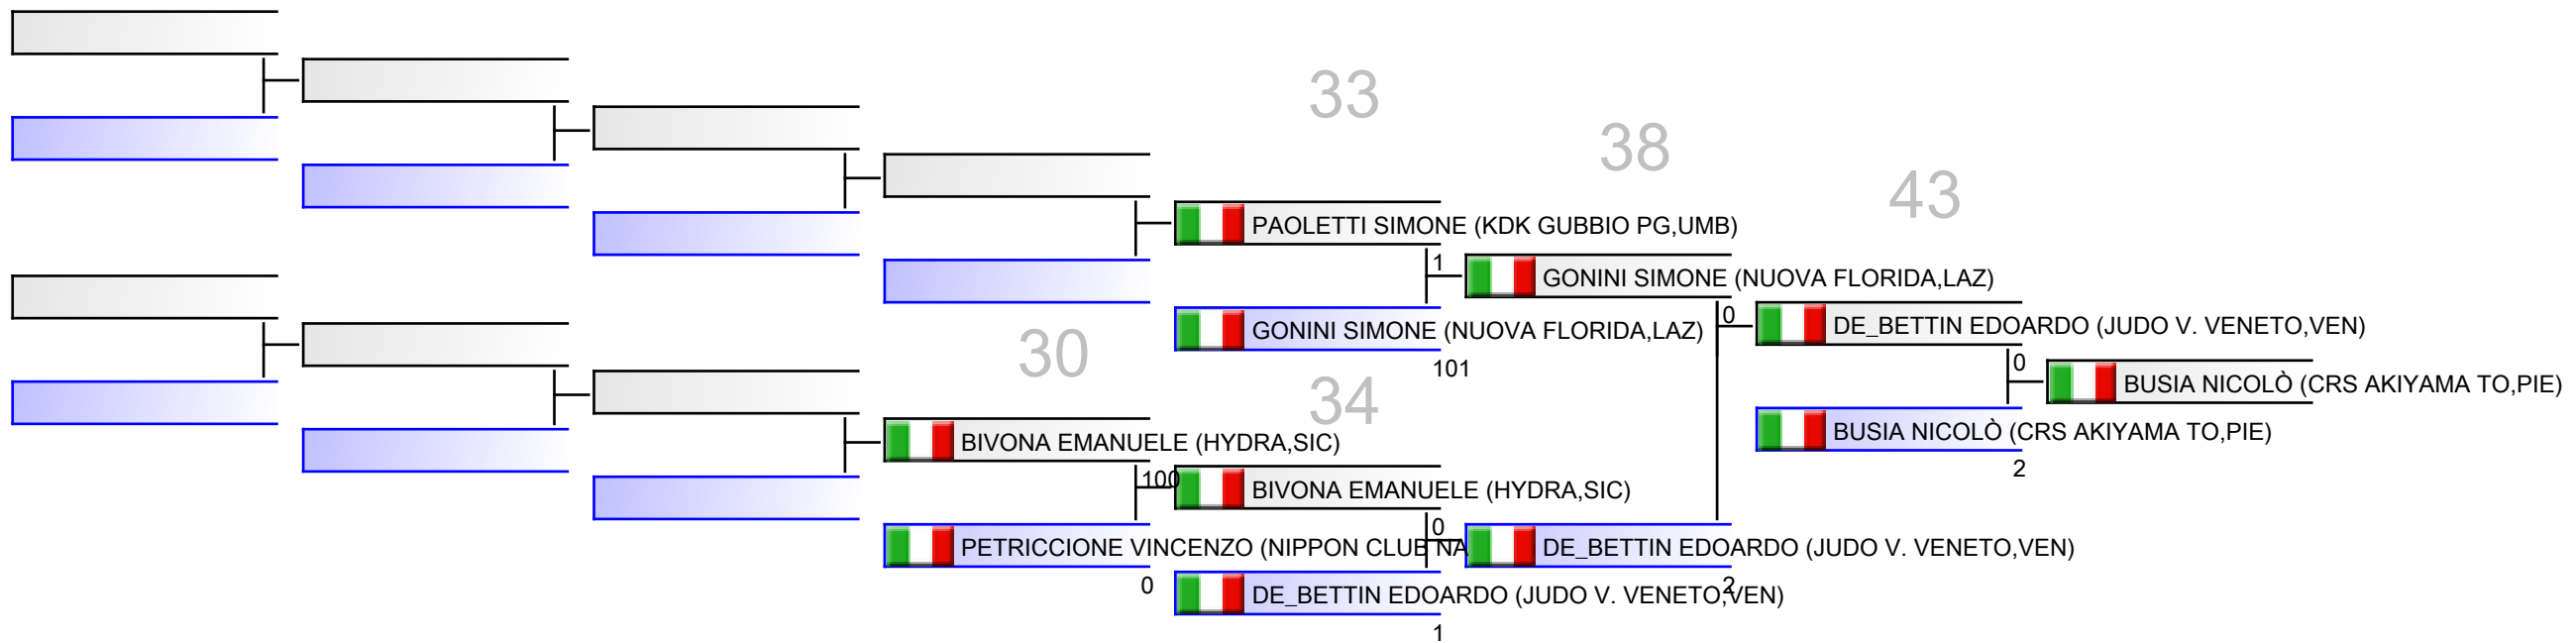 33
38
43
PAOLETTI SIMONE (KDK GUBBIO PG,UMB)
1
GONINI SIMONE (NUOVA FLORIDA,LAZ)
0
DE_BETTIN EDOARDO (JUDO V. VENETO,VEN)
GONINI SIMONE (NUOVA FLORIDA,LAZ)
101
30
34
0
BUSIA NICOLÒ (CRS AKIYAMA TO,PIE)
BUSIA NICOLÒ (CRS AKIYAMA TO,PIE)
2
BIVONA EMANUELE (HYDRA,SIC)
100
BIVONA EMANUELE (HYDRA,SIC)
0
PETRICCIONE VINCENZO (NIPPON CLUB NA
0
DE_BETTIN EDOARDO (JUDO V. VENETO,VEN)
2
DE_BETTIN EDOARDO (JUDO V. VENETO,VEN)
1